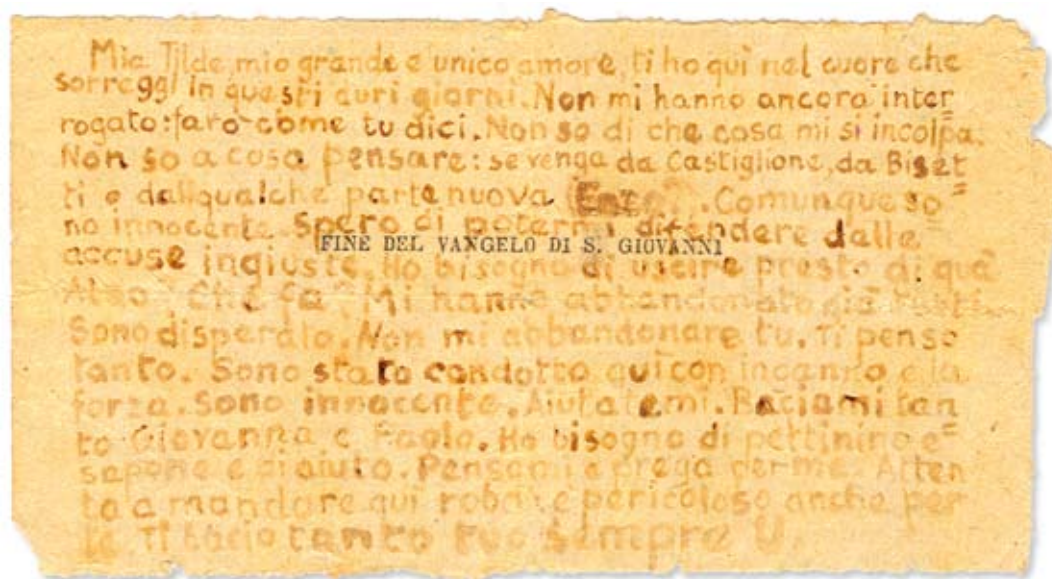 Mia Tilde, mio grande e unico amore, ti ho qui nel cuore che
sorreggi in questi duri giorni. Non mi hanno ancora inter=
rogato: farò come tu dici. Non so di che cosa mi si incolpa.
Non so a cosa pensare: se venga da Castiglione, da Biset=
ti o da qualche parte nuova (Enzo?). Comunque so=
no innocente. Spero di potermi difendere dalle
FINE DEL VANGELO DI S. GIOVANNI
accuse ingiuste. Ho bisogno di uscire presto di qua
Che fa? Mi hanno abbandonato già tutti
Sono disperato. Non mi abbandonare tu. Ti penso
tanto. Sono stato condotto qui con inganno e la
forza. Sono innocente. Aiutatemi. Baciami tan
to Giovanna e Paolo. Ho bisogno di pettinino e=
sapone e di aiuto. Pensami e prega per me. Atten
ta a mandare qui roba: è pericoloso anche per
te. Ti bacio tanto tuo sempre U.